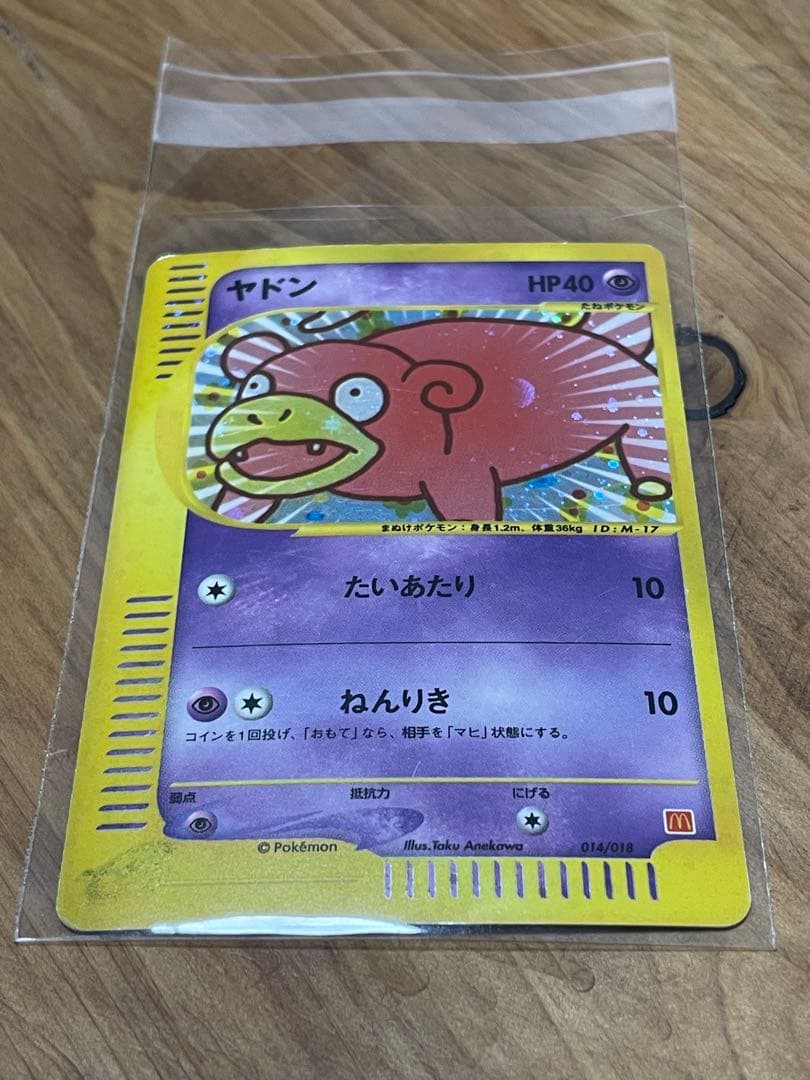 ヤドン HP40
たねポケモン
まぬけポケモン：身長1.2m、体重36kg ID:M-17
たいあたり 10
ねんりき 10
コインを1回投げ、「おもて」なら、相手を「マヒ」状態にする。
弱点 抵抗力 にげる
©Pokémon Illus.Taku Anekawa 014/018